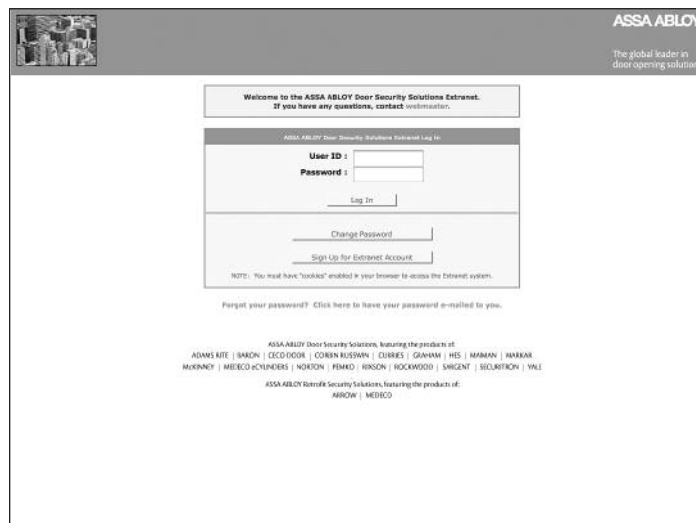 ASSA ABLOY
The global leader in
door opening solution
Welcome to the ASSA ABLOY Door Security Solutions Extranet.
If you have any questions, contact webmaster.
ASSA ABLOY Door Security Solutions Extranet Log In
User ID :
Password :
Log In
Change Password
Sign Up for Extranet Account
NOTE: You must have "cookies" enabled in your browser to access the Extranet system.
Forgot your password? Click here to have your password e-mailed to you.
ASSA ABLOY Door Security Solutions, featuring the products of:
ADAMS RITE | BARON | CECO DOOR | CORBIN RUSSWIN | CURRIES | GRAHAM | HES | MAIMAN | MARKAR
McKINNEY | MEDECO eCYLINDERS | NORTON | PEMKO | RIXSON | ROCKWOOD | SARGENT | SECURITRON | YALE
ASSA ABLOY Retrofit Security Solutions, featuring the products of:
ARROW | MEDECO